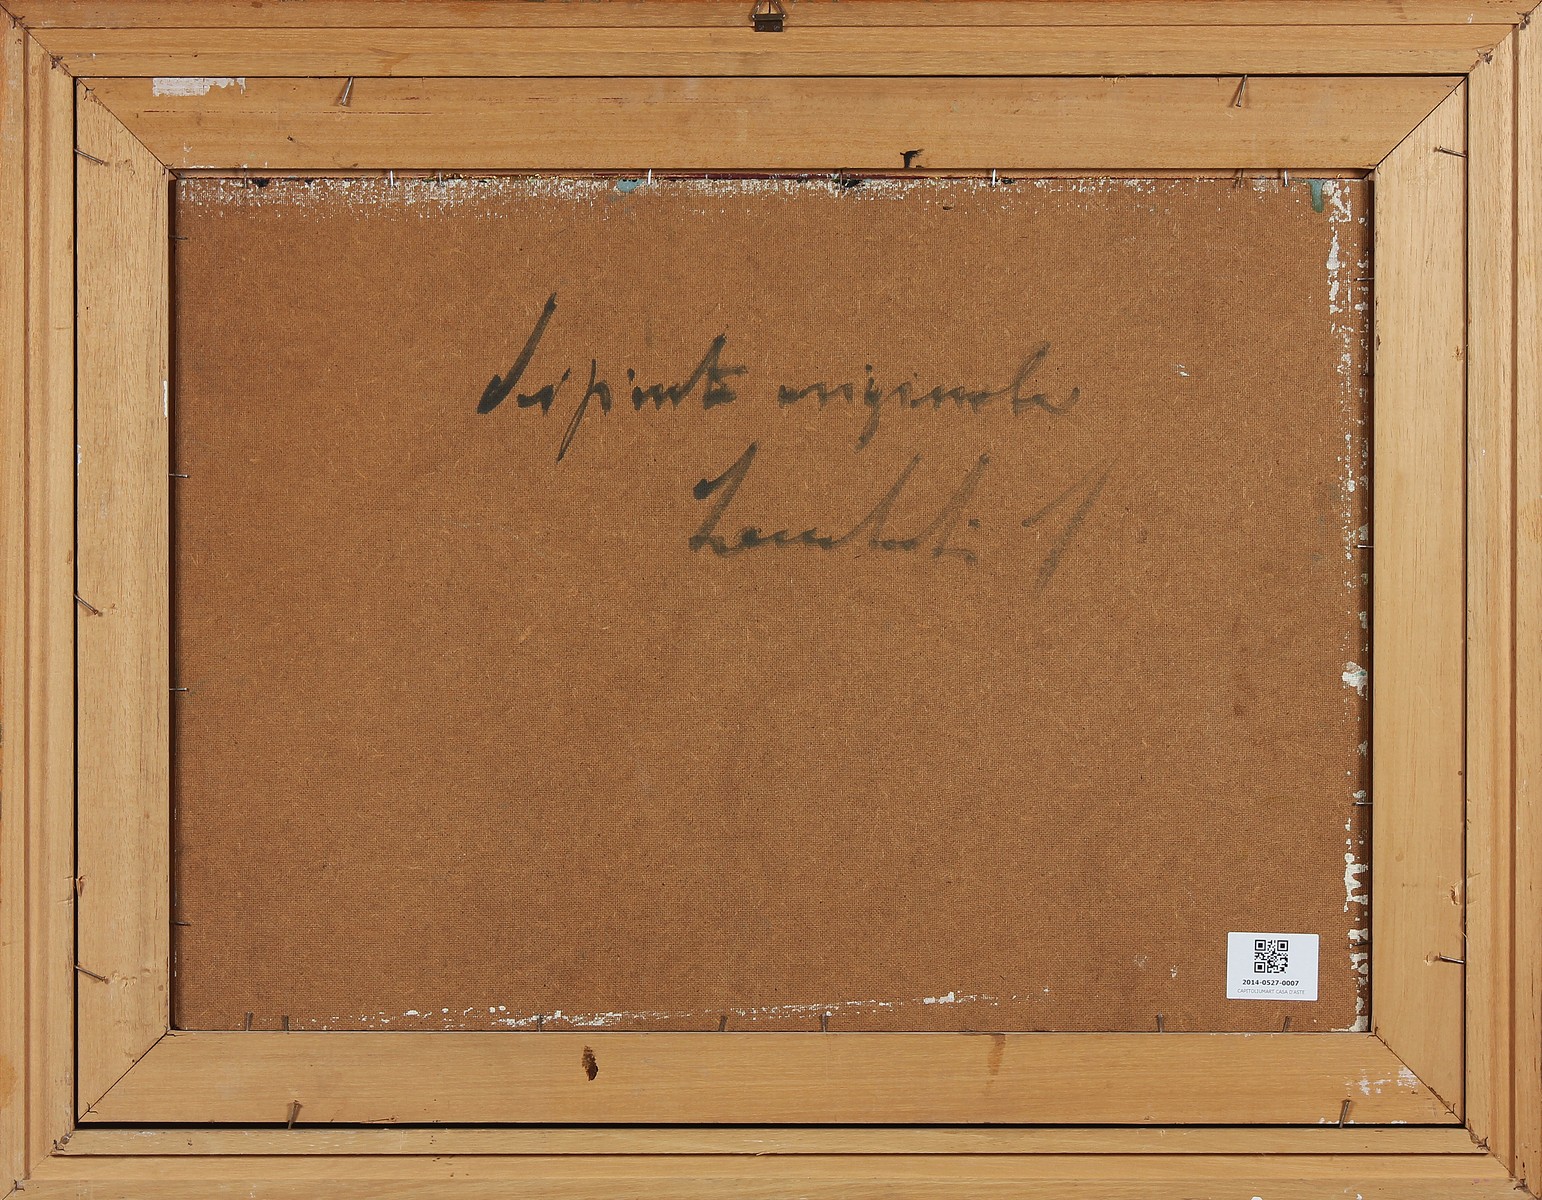 dipinto originale
2014-0527-0007
CAPITOLIUMART CASA D'ASTE